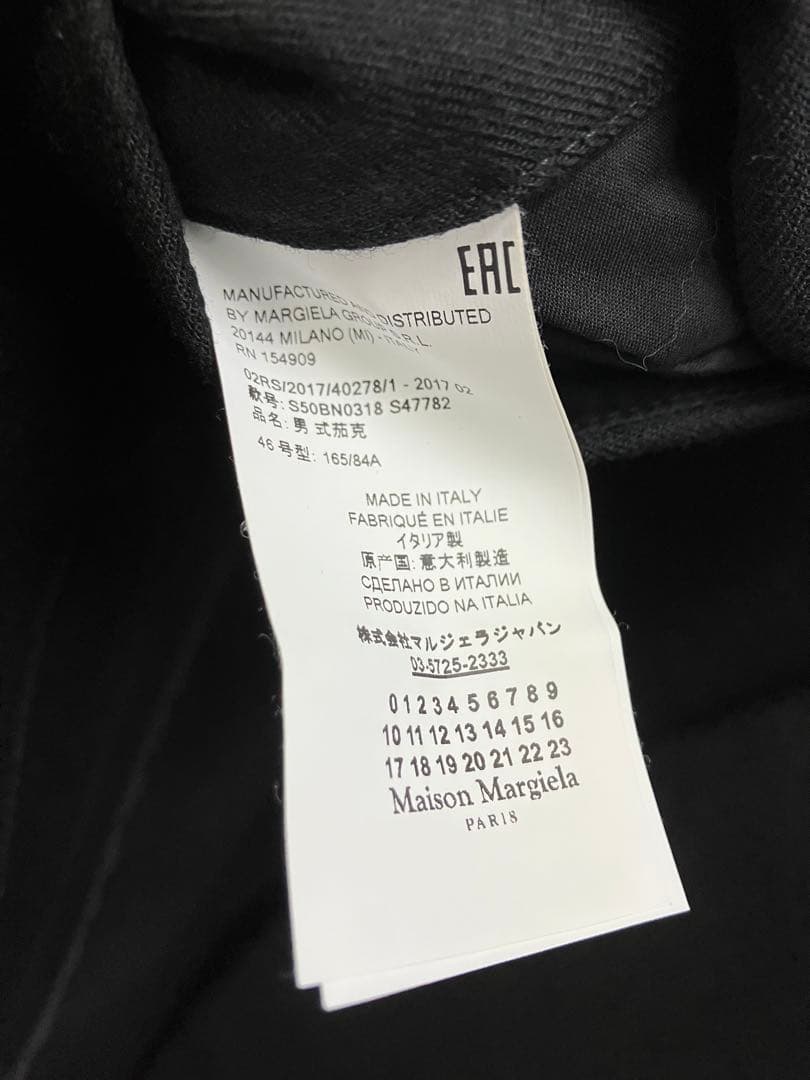 EAC
MANUFACTURED AND DISTRIBUTED
BY MARGIELA GROUP S.R.L.
20144 MILANO (MI) - ITALY
RN 154909
02RS/2017/40278/1 - 2017 02
款号: S50BN0318 S47782
品名: 男 式茄克
46 号型: 165/84A
MADE IN ITALY
FABRIQUÉ EN ITALIE
イタリア製
原产国: 意大利製造
СДЕЛАНО В ИТАЛИИ
PRODUZIDO NA ITALIA
株式会社マルジェラジャパン
03-5725-2333
0 1 2 3 4 5 6 7 8 9
10 11 12 13 14 15 16
17 18 19 20 21 22 23
Maison Margiela
PARIS